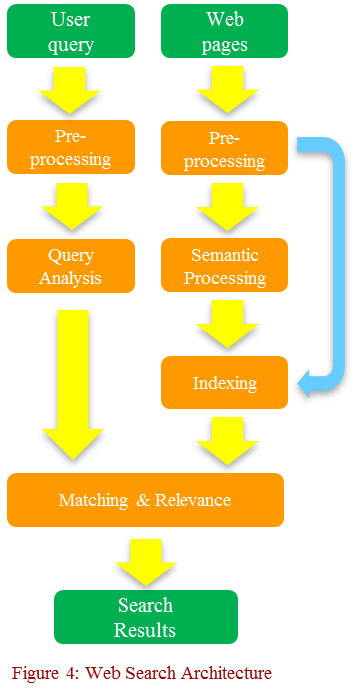 User
query
Web
pages
Pre-
processing
Pre-
processing
Query
Analysis
Semantic
Processing
Indexing
Matching & Relevance
Search
Results
Figure 4: Web Search Architecture